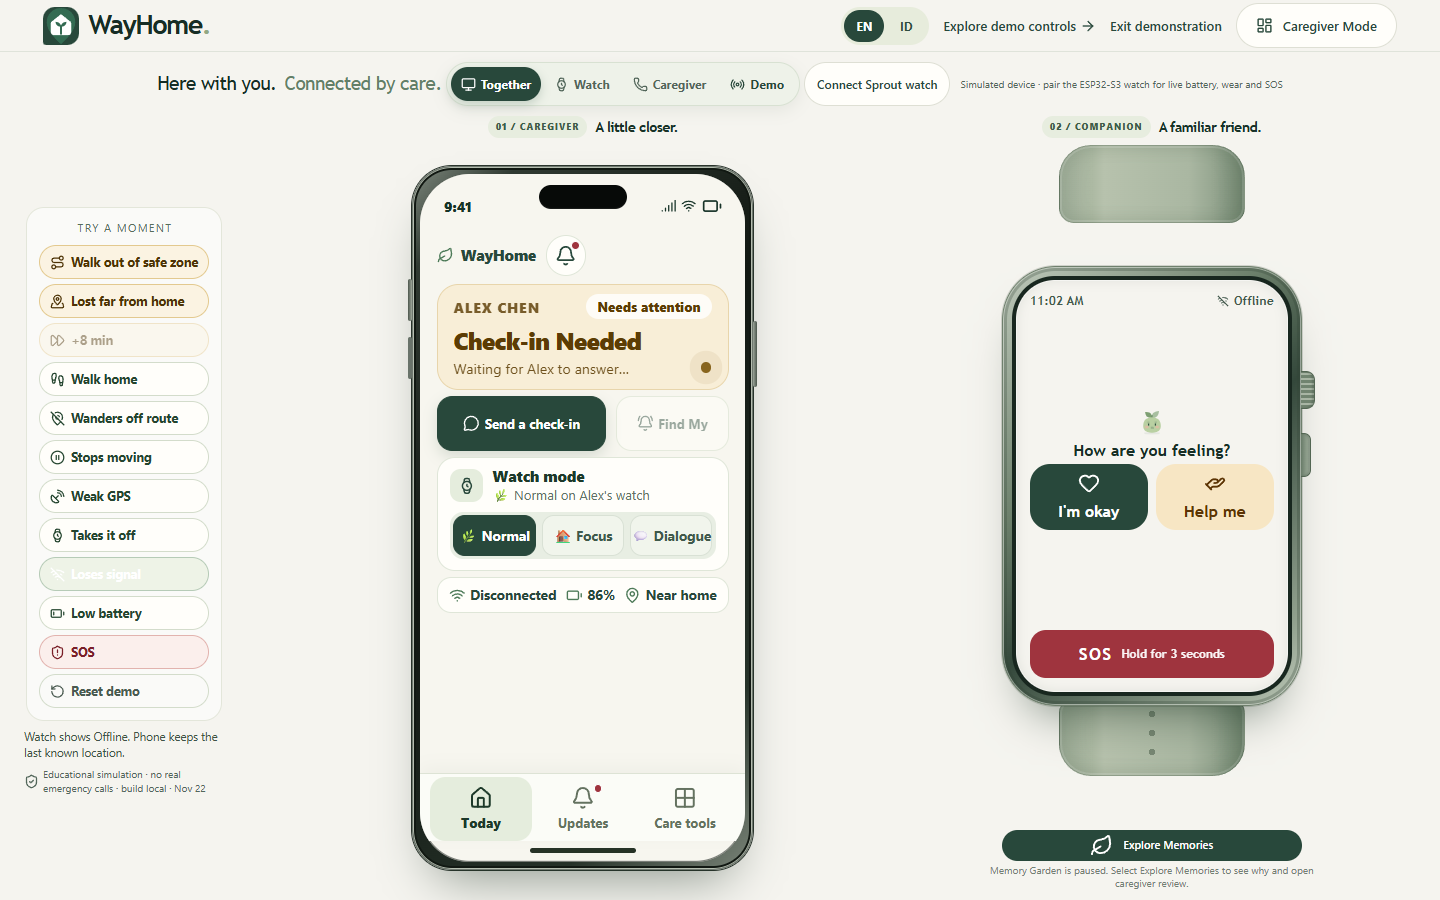 WayHome.
EN
ID
Explore demo controls →
Exit demonstration
Caregiver Mode
Here with you. Connected by care.
Together
Watch
Caregiver
Demo
Connect Sprout watch
Simulated device · pair the ESP32-S3 watch for live battery, wear and SOS
01 / CAREGIVER
A little closer.
02 / COMPANION
A familiar friend.
TRY A MOMENT
Walk out of safe zone
Lost far from home
+8 min
Walk home
Wanders off route
Stops moving
Weak GPS
Takes it off
Loses signal
Low battery
SOS
Reset demo
Watch shows Offline. Phone keeps the
last known location.
Educational simulation · no real
emergency calls · build local · Nov 22
9:41
WayHome
ALEX CHEN
Needs attention
Check-in Needed
Waiting for Alex to answer...
Send a check-in
Find My
Watch mode
Normal on Alex's watch
Normal
Focus
Dialogue
Disconnected
86%
Near home
Today
Updates
Care tools
11:02 AM
Offline
How are you feeling?
I'm okay
Help me
SOS Hold for 3 seconds
Explore Memories
Memory Garden is paused. Select Explore Memories to see why and open
caregiver review.